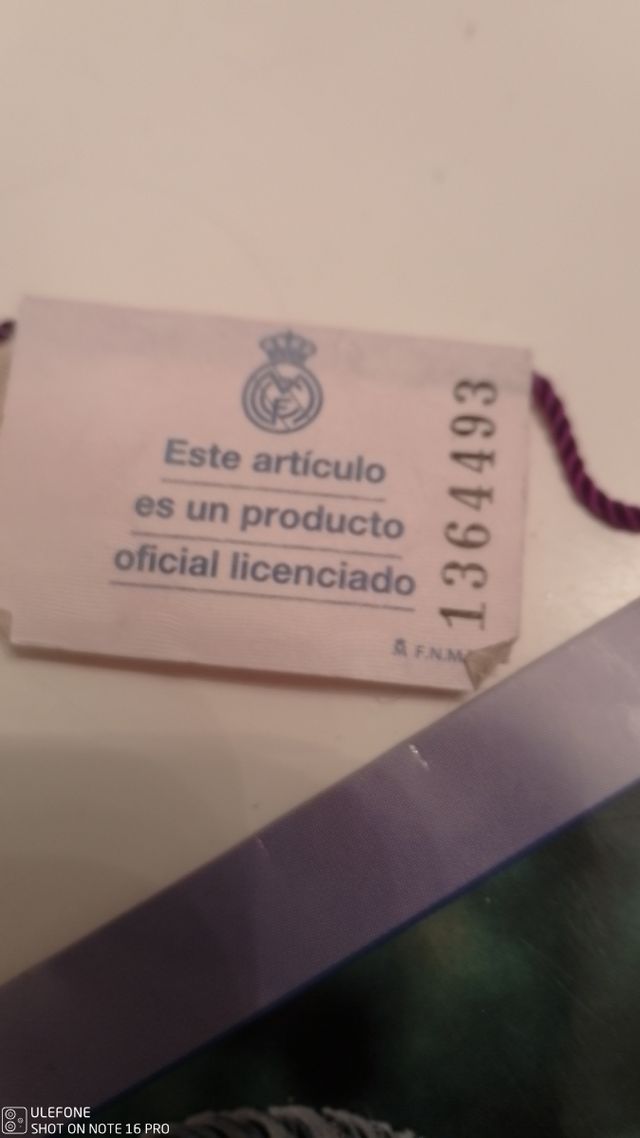 Este artículo
es un producto
oficial licenciado
1364493
F.N.M.
ULEFONE
SHOT ON NOTE 16 PRO